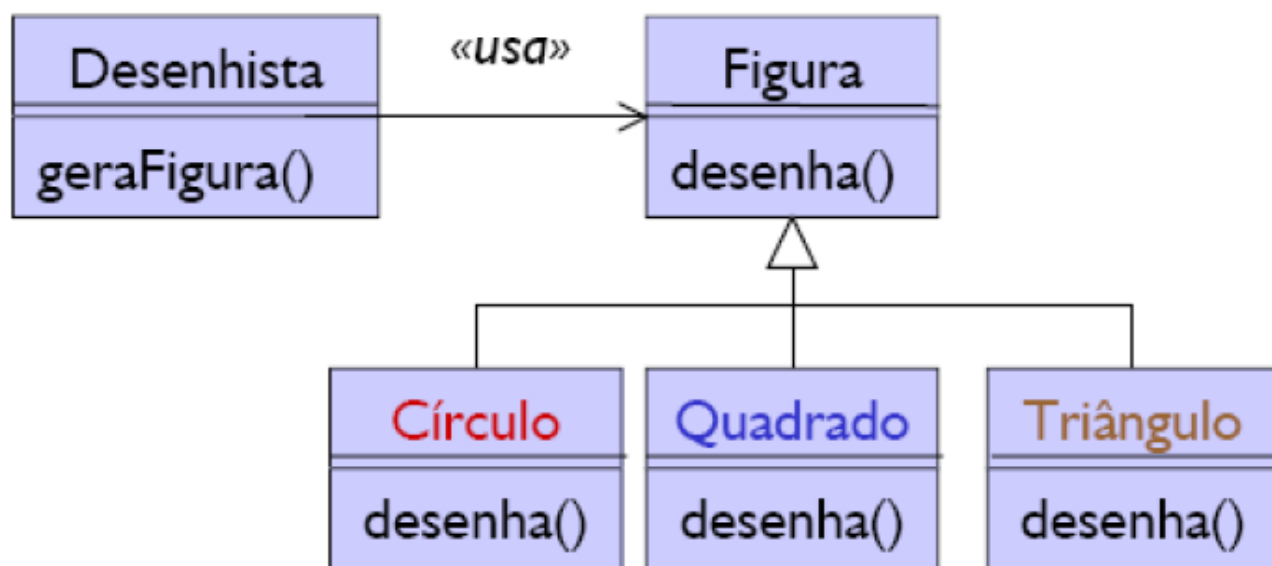 Desenhista
«usa»
Figura
geraFigura()
desenha()
Círculo
Quadrado
Triângulo
desenha()
desenha()
desenha()